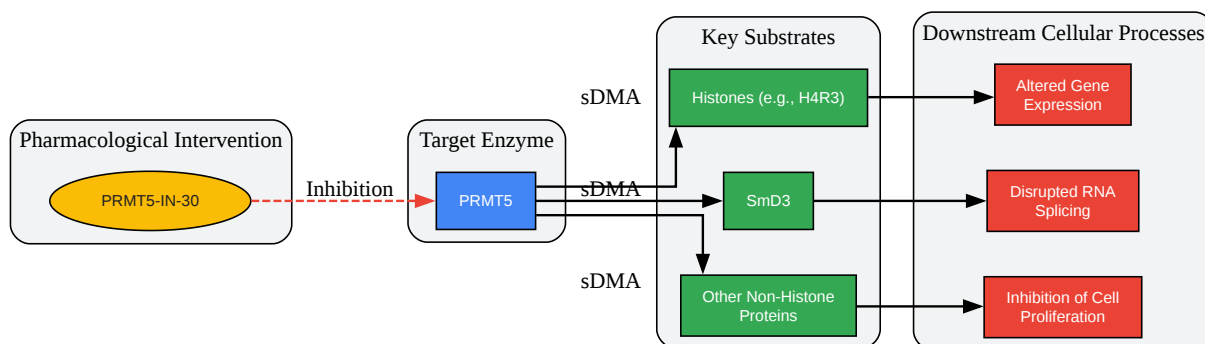 Pharmacological Intervention
PRMT5-IN-30
Inhibition
Target Enzyme
PRMT5
sDMA
sDMA
sDMA
Key Substrates
Histones (e.g., H4R3)
SmD3
Other Non-Histone
Proteins
Downstream Cellular Processes
Altered Gene
Expression
Disrupted RNA
Splicing
Inhibition of Cell
Proliferation